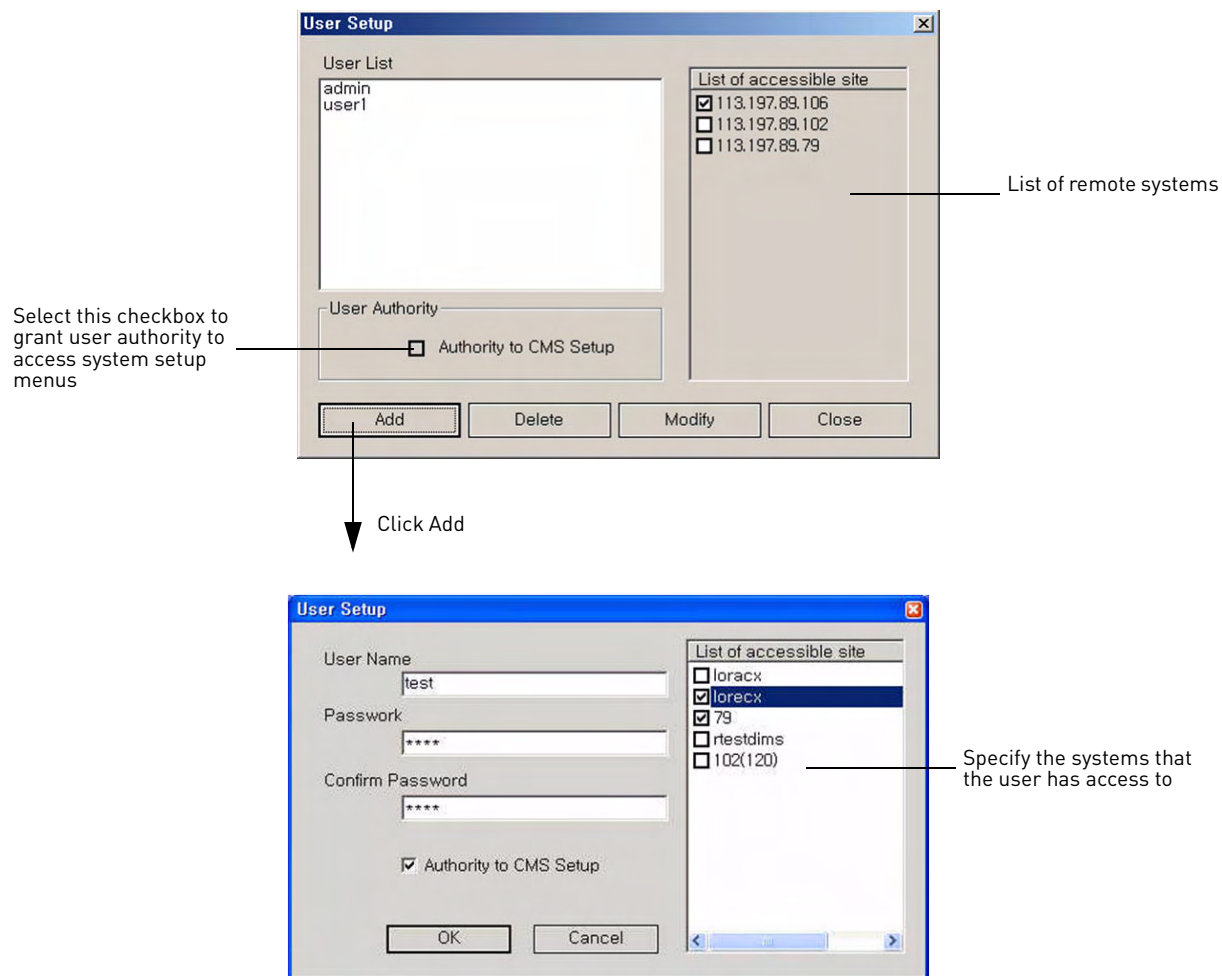 User Setup
User List
admin
user1
List of accessible site
113.197.89.106
113.197.89.102
113.197.89.79
List of remote systems
User Authority
Authority to CMS Setup
Select this checkbox to
grant user authority to
access system setup
menus
Add
Delete
Modify
Close
Click Add
User Setup
User Name
test
Passwork
****
Confirm Password
****
Authority to CMS Setup
OK
Cancel
List of accessible site
loracx
lorecx
79
rtestdims
102(120)
Specify the systems that
the user has access to